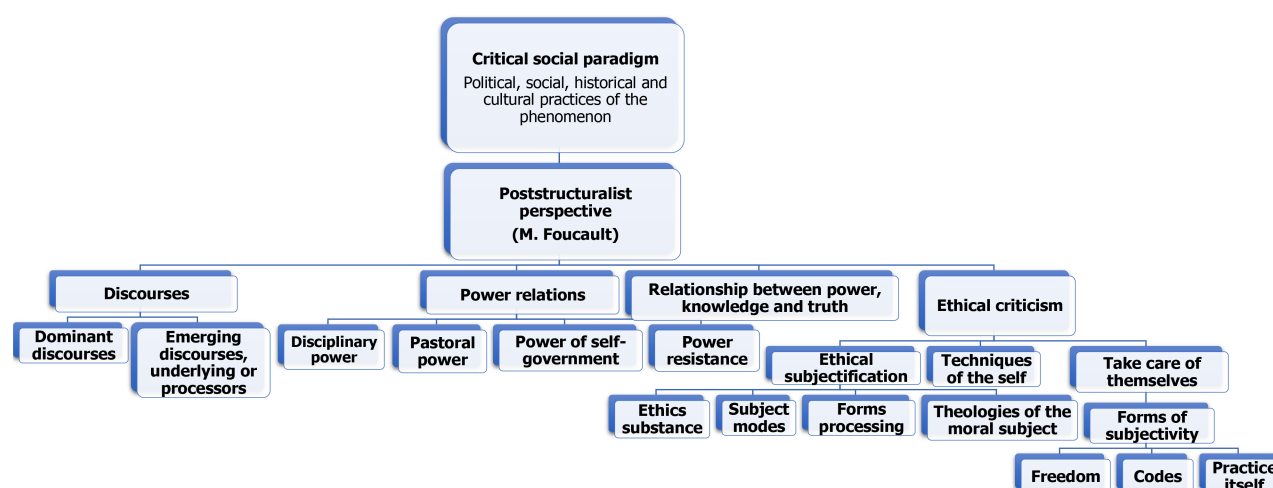 Critical social paradigm
Political, social, historical and
cultural practices of the
phenomenon
Poststructuralist
perspective
(M. Foucault)
Discourses
Power relations
Relationship between power,
knowledge and truth
Ethical criticism
Dominant
discourses
Emerging
discourses,
underlying or
processors
Disciplinary
power
Pastoral
power
Power of self-
government
Power
resistance
Ethical
subjectification
Techniques
of the self
Take care of
themselves
Ethics
substance
Subject
modes
Forms
processing
Theologies of the
moral subject
Forms of
subjectivity
Freedom
Codes
Practice
itself